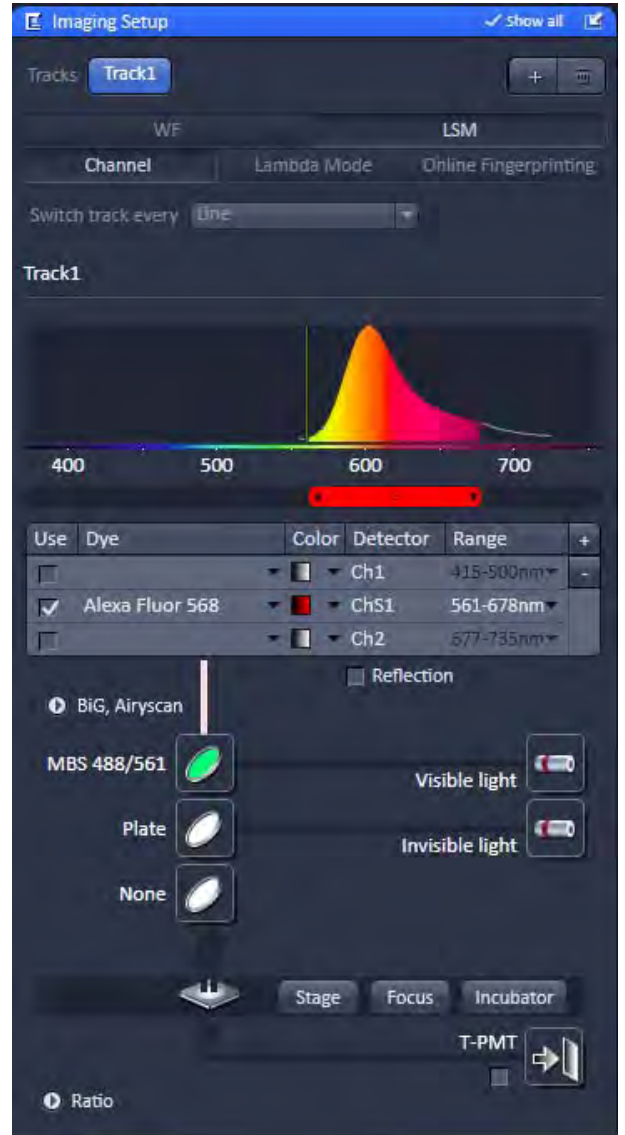 Imaging Setup Show all
Tracks Track1 +
WF LSM
Channel Lambda Mode Online Fingerprinting
Switch track every Line
Track1
400 500 600 700
Use Dye Color Detector Range +
Ch1 415-500nm -
Alexa Fluor 568 ChS1 561-678nm
Ch2 677-735nm
Reflection
BiG, Airyscan
MBS 488/561
Visible light
Plate
Invisible light
None
Stage Focus Incubator
T-PMT
Ratio